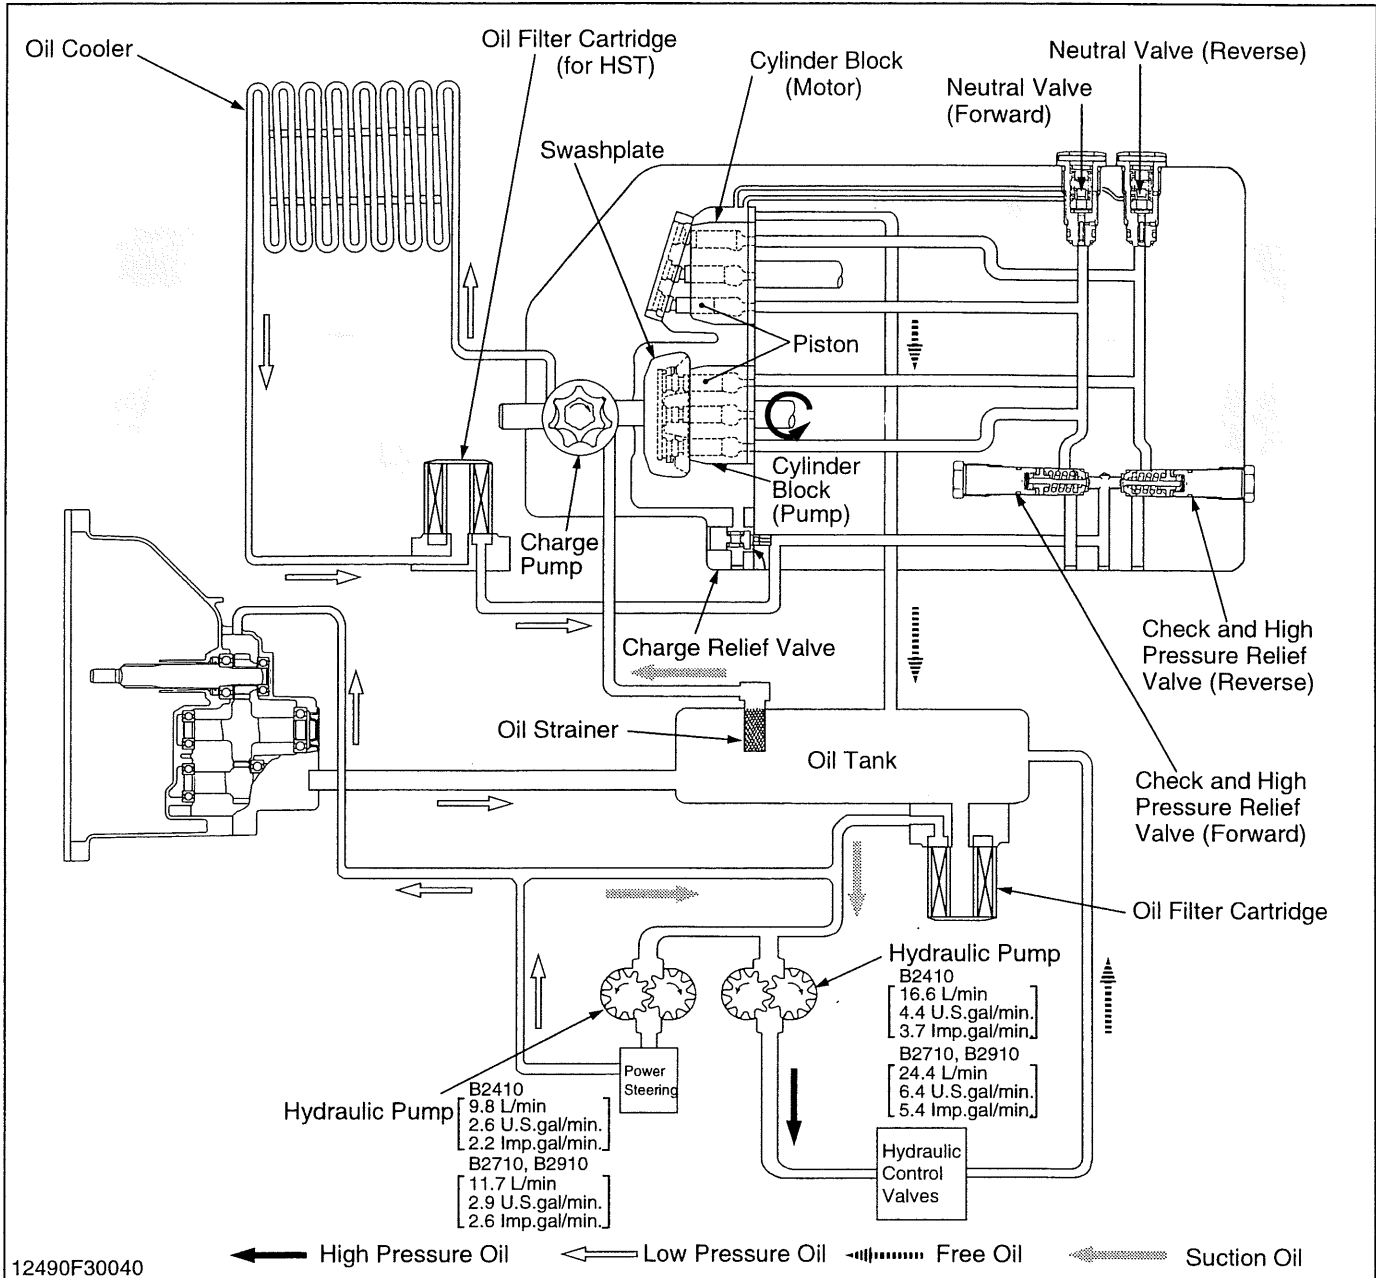 Oil Cooler
Oil Filter Cartridge
(for HST)
Cylinder Block
(Motor)
Neutral Valve (Reverse)
Neutral Valve
(Forward)
Swashplate
Piston
Cylinder
Block
(Pump)
Charge
Pump
Charge Relief Valve
Check and High
Pressure Relief
Valve (Reverse)
Oil Strainer
Oil Tank
Check and High
Pressure Relief
Valve (Forward)
Oil Filter Cartridge
Hydraulic Pump
B2410
16.6 L/min
4.4 U.S.gal/min.
3.7 Imp.gal/min.
B2710, B2910
24.4 L/min
6.4 U.S.gal/min.
5.4 Imp.gal/min.
Power
Steering
Hydraulic Pump
B2410
9.8 L/min
2.6 U.S.gal/min.
2.2 Imp.gal/min.
B2710, B2910
11.7 L/min
2.9 U.S.gal/min.
2.6 Imp.gal/min.
Hydraulic
Control
Valves
High Pressure Oil
Low Pressure Oil
Free Oil
Suction Oil
12490F30040